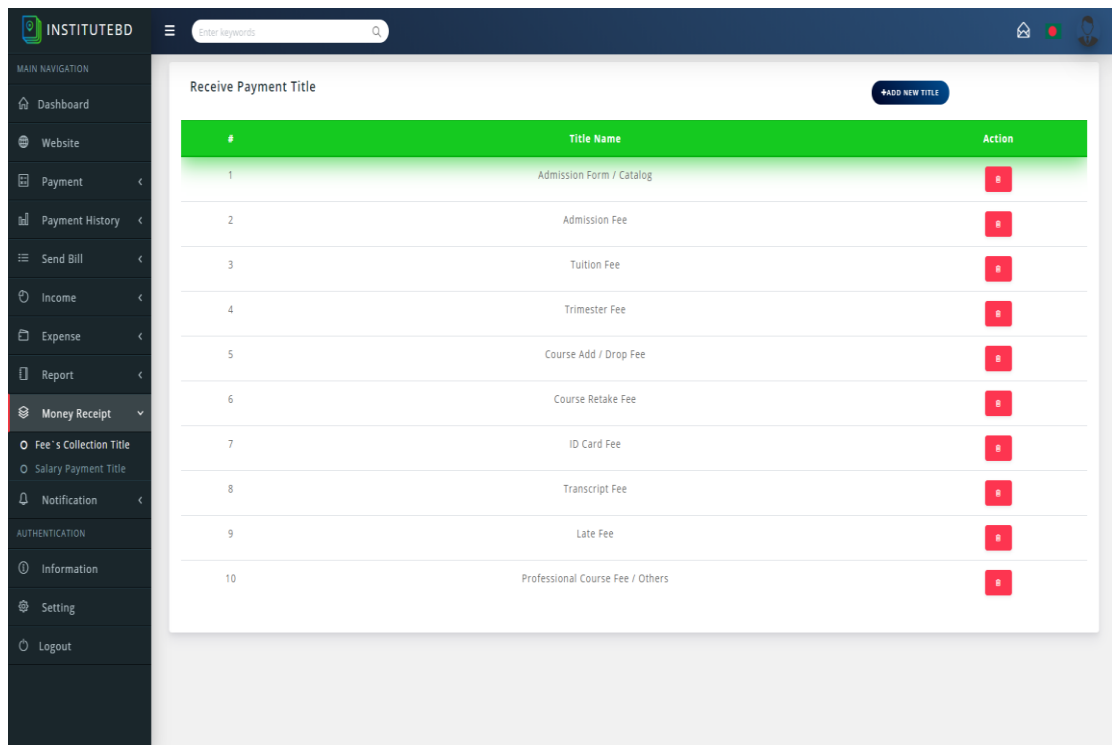 INSTITUTEBD
Enter keywords
MAIN NAVIGATION
Dashboard
Website
Payment
Payment History
Send Bill
Income
Expense
Report
Money Receipt
Fee`s Collection Title
Salary Payment Title
Notification
AUTHENTICATION
Information
Setting
Logout
Receive Payment Title
+ADD NEW TITLE
# Title Name Action
1 Admission Form / Catalog
2 Admission Fee
3 Tuition Fee
4 Trimester Fee
5 Course Add / Drop Fee
6 Course Retake Fee
7 ID Card Fee
8 Transcript Fee
9 Late Fee
10 Professional Course Fee / Others